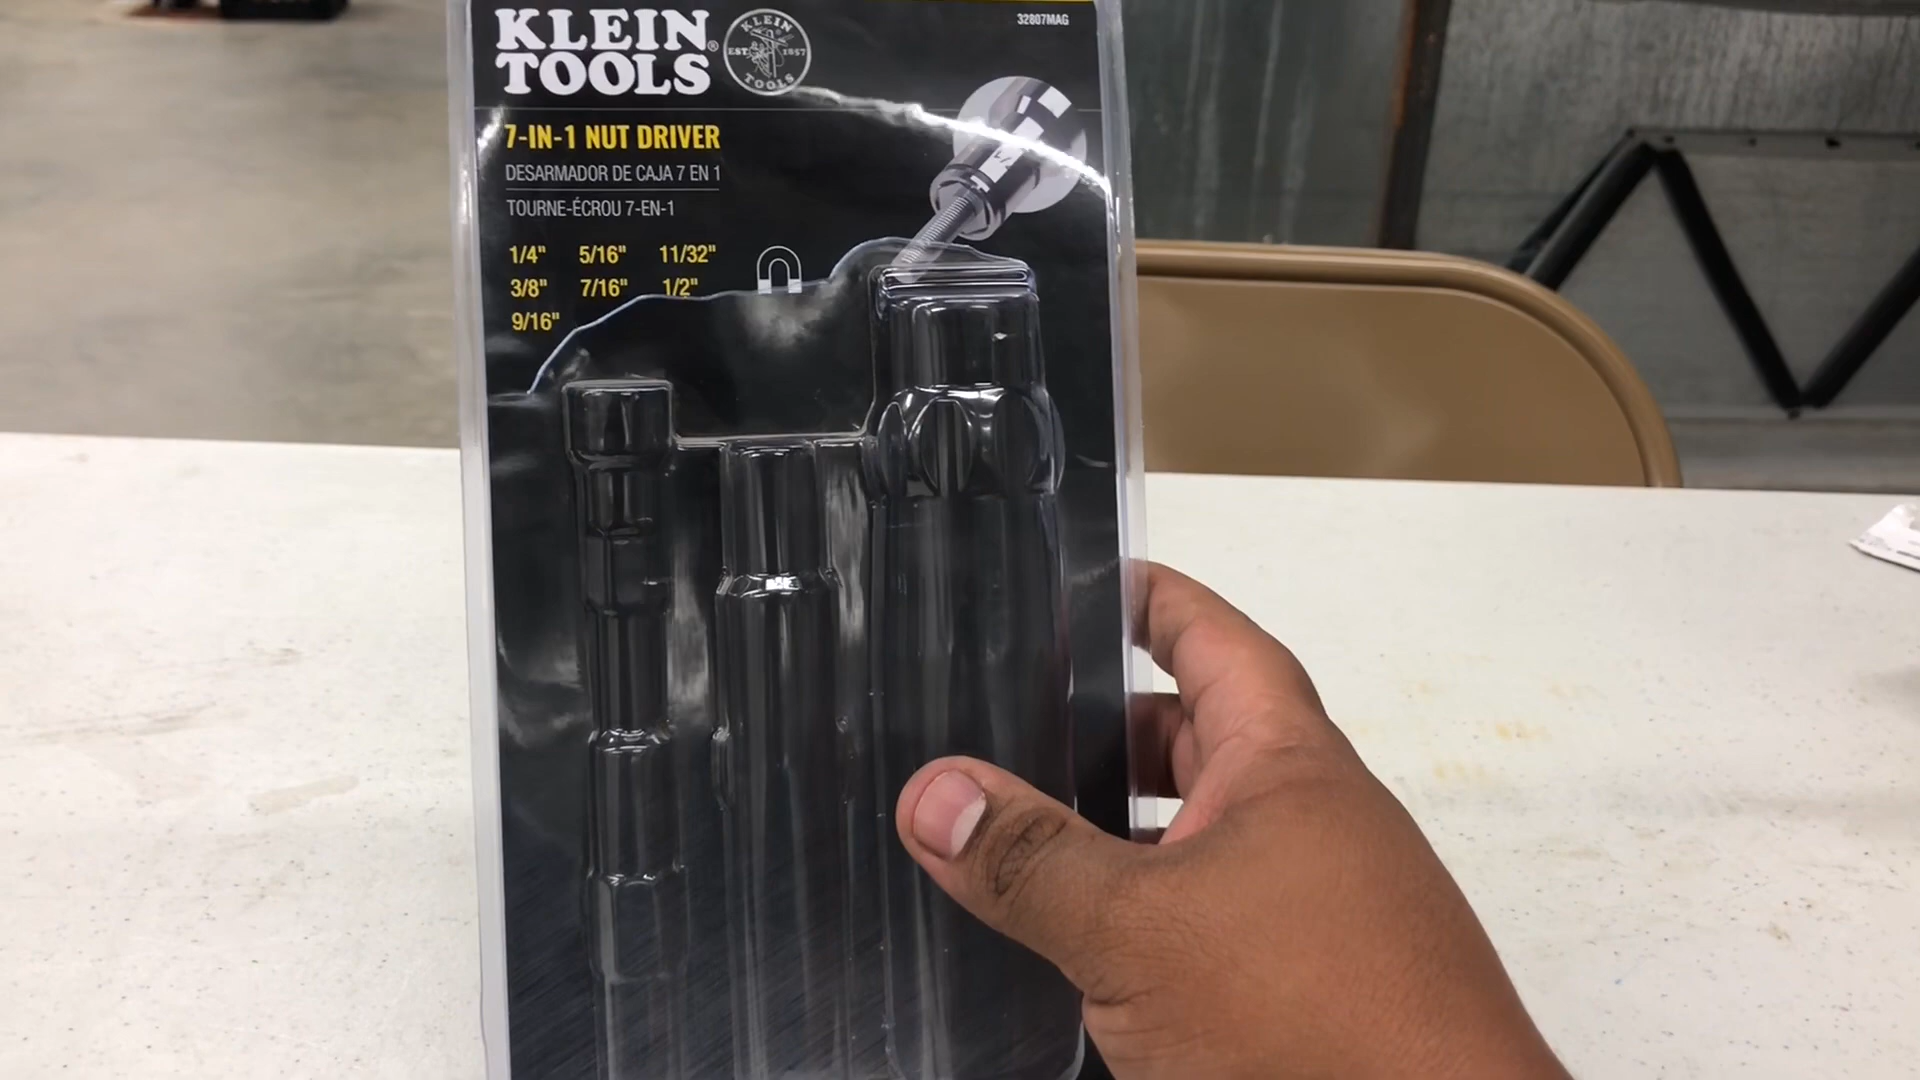 KLEIN
TOOLS®
KLEIN
EST. 1857
TOOLS
32807MAG
7-IN-1 NUT DRIVER
DESARMADOR DE CAJA 7 EN 1
TOURNE-ÉCROU 7-EN-1
1/4" 5/16" 11/32"
3/8" 7/16" 1/2"
9/16"